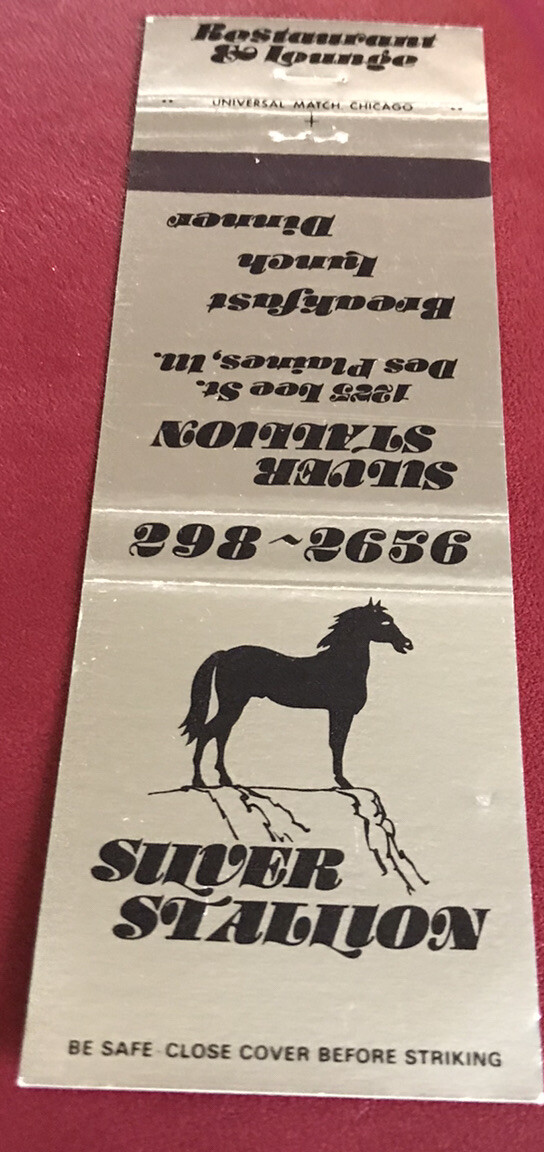 Restaurant
& Lounge
UNIVERSAL MATCH, CHICAGO
SILVER
STALLION
1225 Lee St.
Des Plaines, Ill.
Breakfast
Lunch
Dinner
298~2656
SILVER
STALLION
BE SAFE CLOSE COVER BEFORE STRIKING